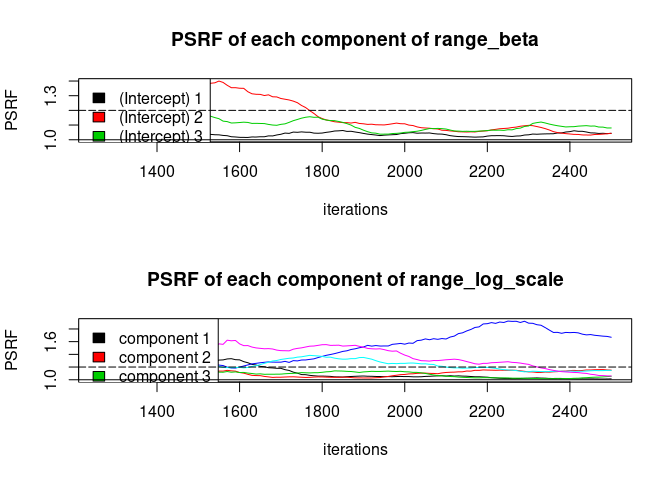 PSRF of each component of range_beta
PSRF
1.0 1.3
(Intercept) 1
(Intercept) 2
(Intercept) 3
1400 1600 1800 2000 2200 2400
iterations
PSRF of each component of range_log_scale
PSRF
1.0 1.6
component 1
component 2
component 3
1400 1600 1800 2000 2200 2400
iterations